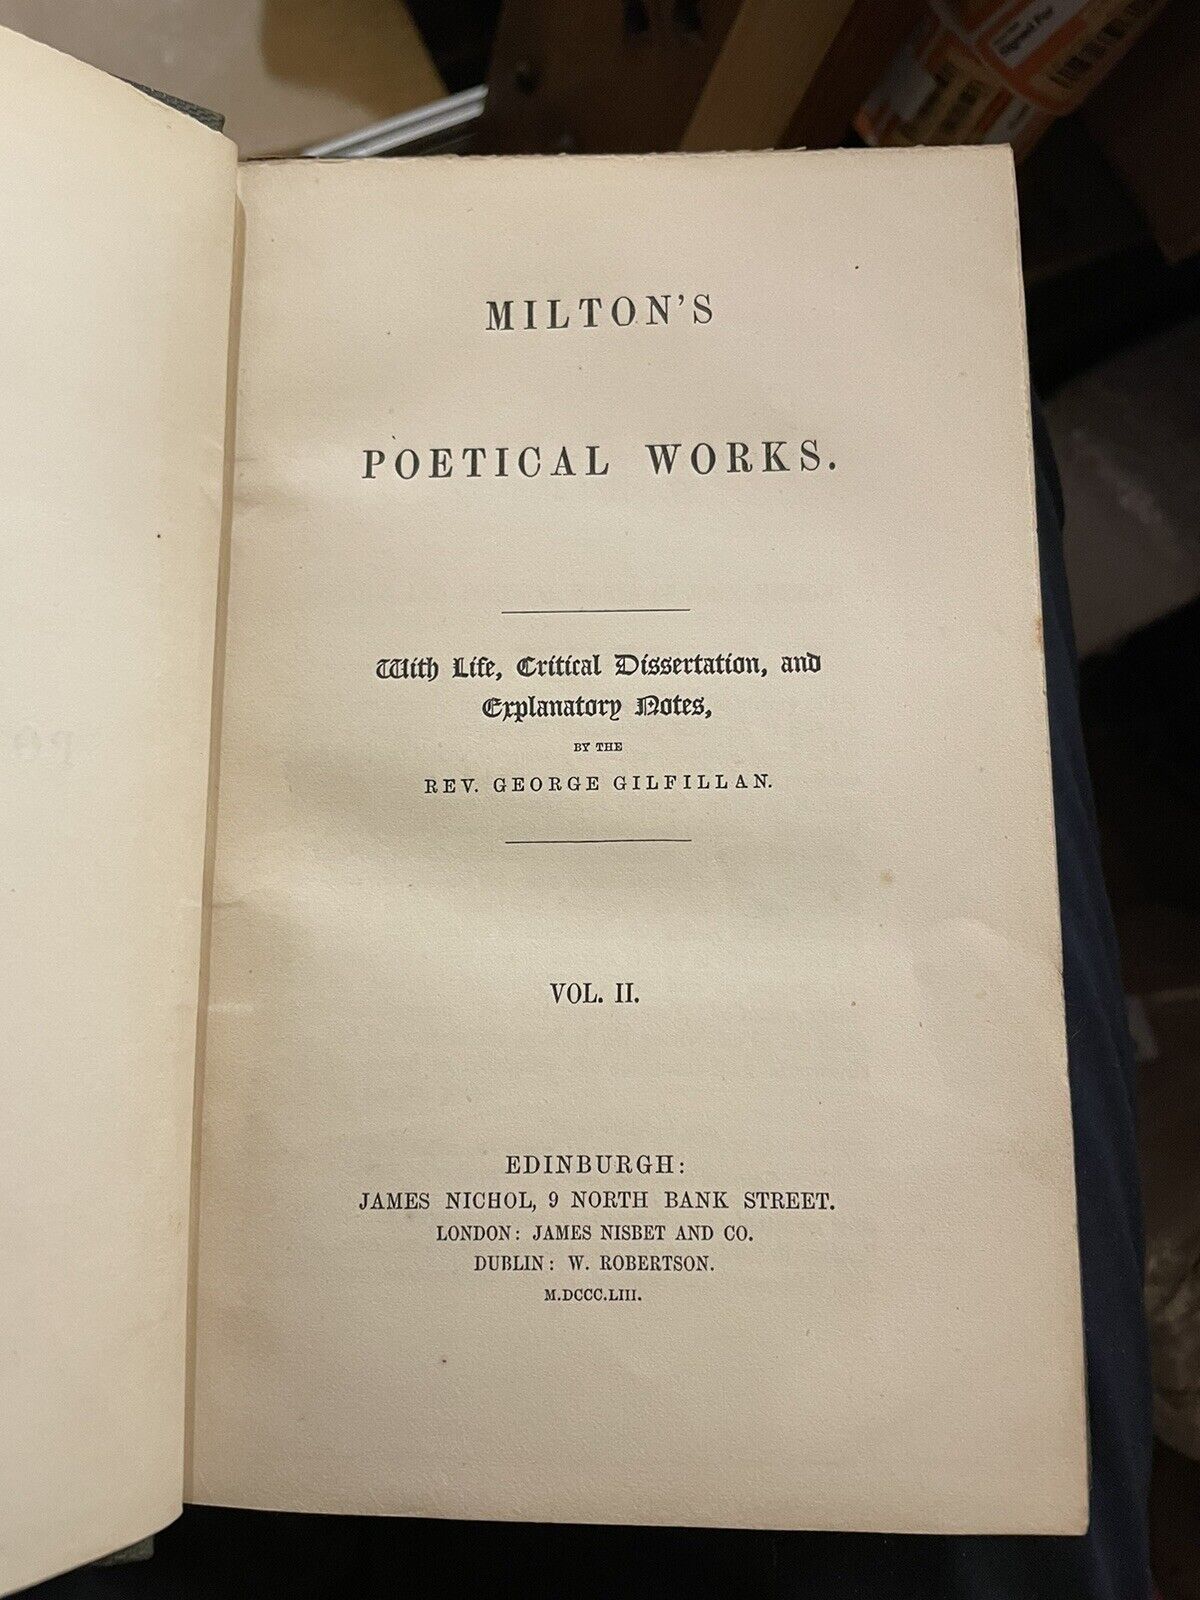 MILTON'S
POETICAL WORKS.
With Life, Critical Dissertation, and
Explanatory Notes,
BY THE
REV. GEORGE GILFILLAN.
VOL. II.
EDINBURGH:
JAMES NICHOL, 9 NORTH BANK STREET.
LONDON: JAMES NISBET AND CO.
DUBLIN: W. ROBERTSON.
M.DCCC.LIII.